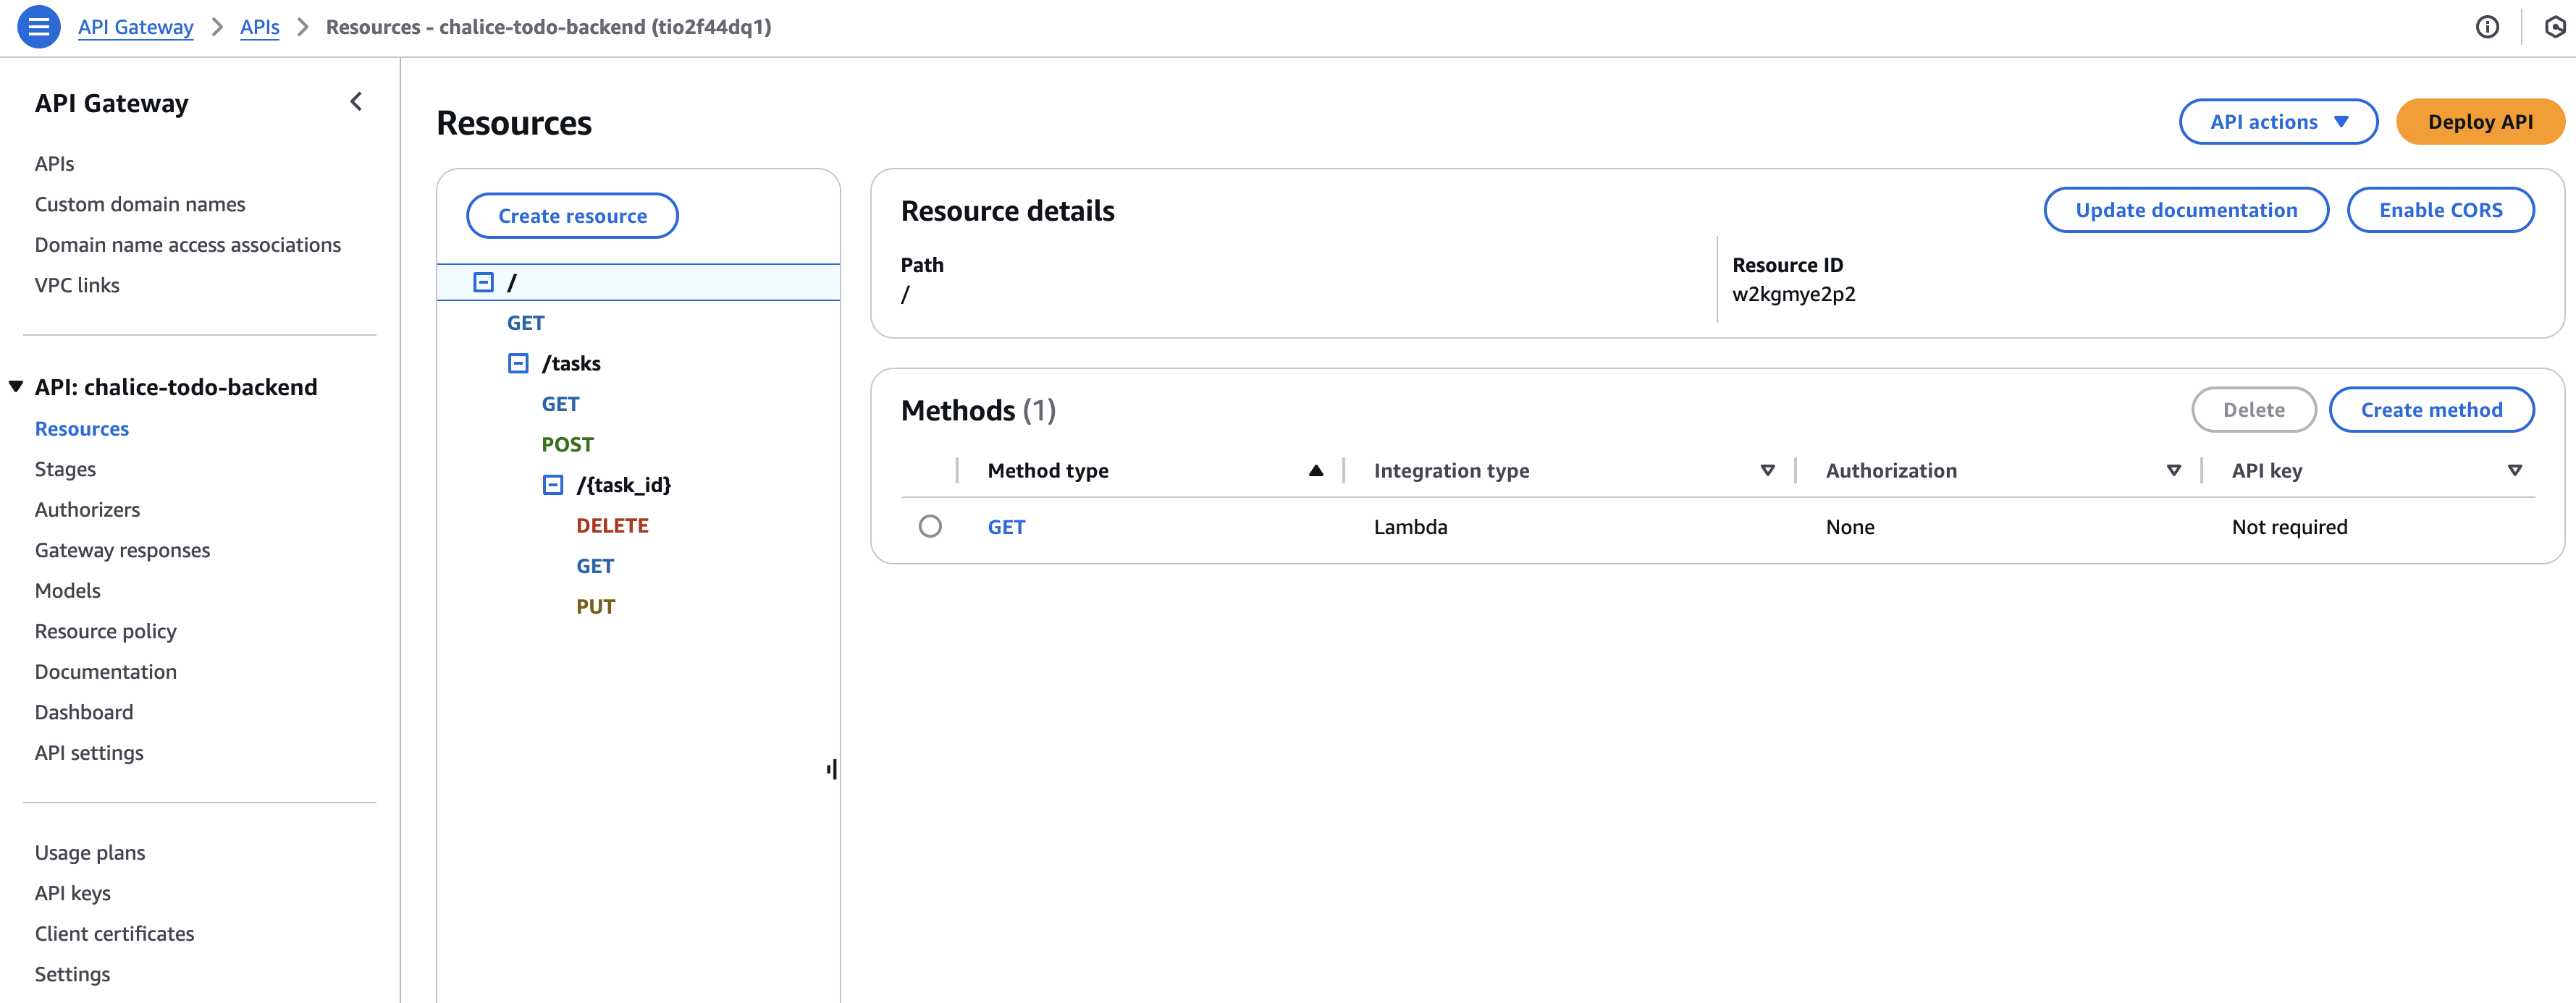 API Gateway > APIs > Resources - chalice-todo-backend (tio2f44dq1)
API Gateway
APIs
Custom domain names
Domain name access associations
VPC links
API: chalice-todo-backend
Resources
Stages
Authorizers
Gateway responses
Models
Resource policy
Documentation
Dashboard
API settings
Usage plans
API keys
Client certificates
Settings
Resources
API actions
Deploy API
Create resource
/
GET
/tasks
GET
POST
/{task_id}
DELETE
GET
PUT
Resource details
Update documentation
Enable CORS
Path
/
Resource ID
w2kgmye2p2
Methods (1)
Delete
Create method
Method type Integration type Authorization API key
GET Lambda None Not required